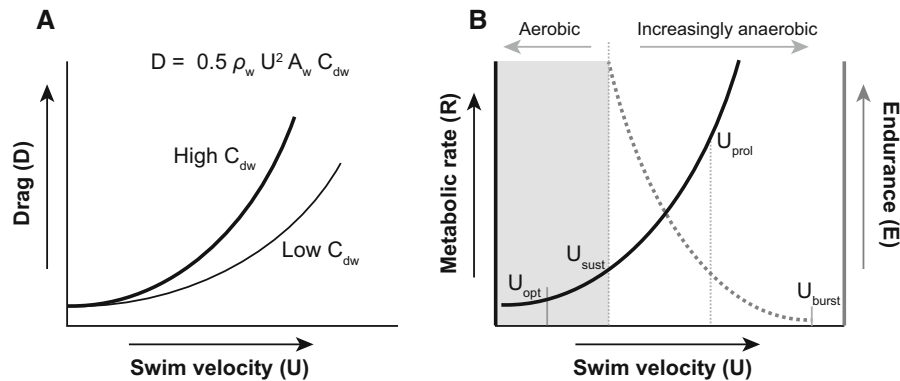 A
D = 0.5 ρw U² Aw Cdw
High Cdw
Low Cdw
Drag (D)
Swim velocity (U)
B
Aerobic
Increasingly anaerobic
Metabolic rate (R)
Endurance (E)
Uprol
Usust
Uopt
Uburst
Swim velocity (U)